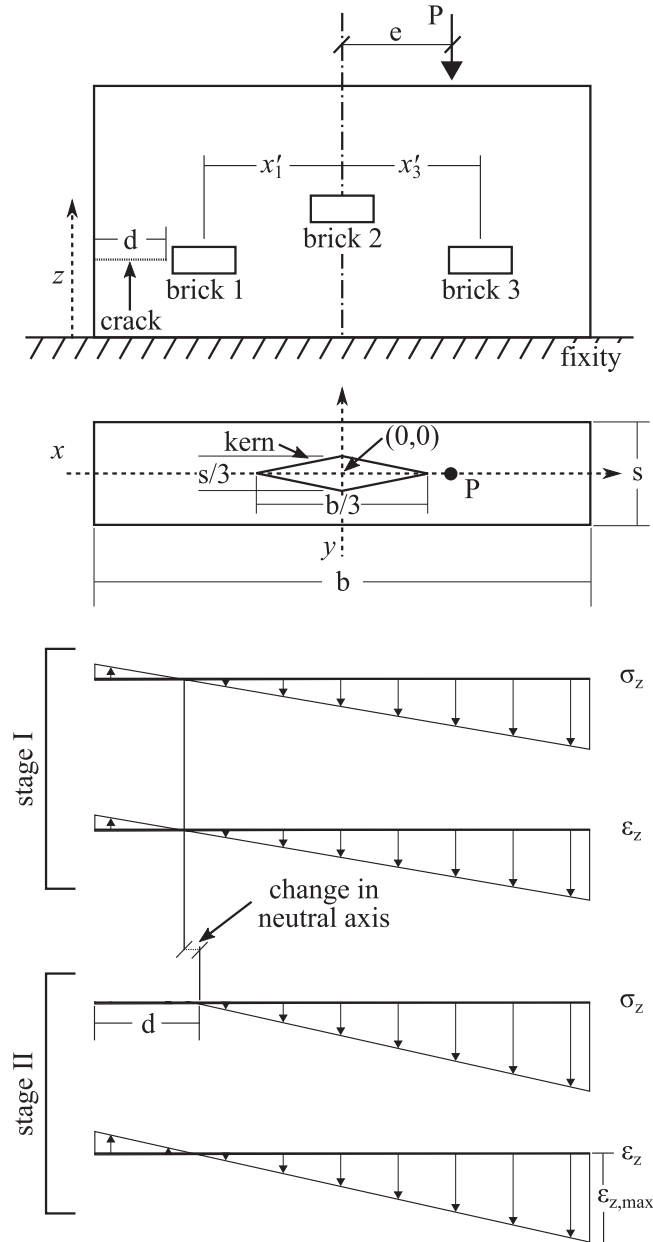 P
e
x′₁
x′₃
brick 2
d
z
brick 1
brick 3
crack
fixity
x
kern
(0,0)
s/3
b/3
P
s
y
b
stage I
σz
εz
change in
neutral axis
stage II
σz
d
εz
εz,max